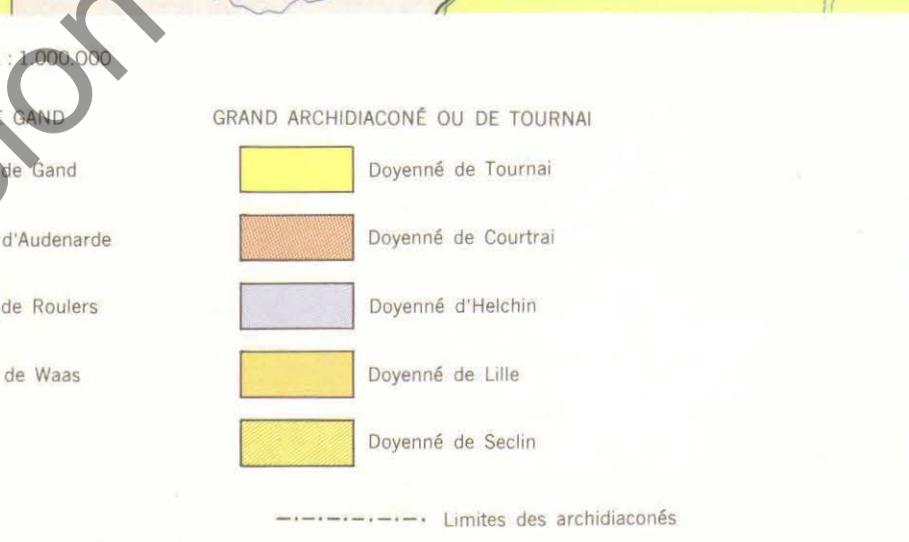 : 1.000.000
GAND
de Gand
d'Audenarde
de Roulers
de Waas
GRAND ARCHIDIACONÉ OU DE TOURNAI
Doyenné de Tournai
Doyenné de Courtrai
Doyenné d'Helchin
Doyenné de Lille
Doyenné de Seclin
Limites des archidiaconés
sion